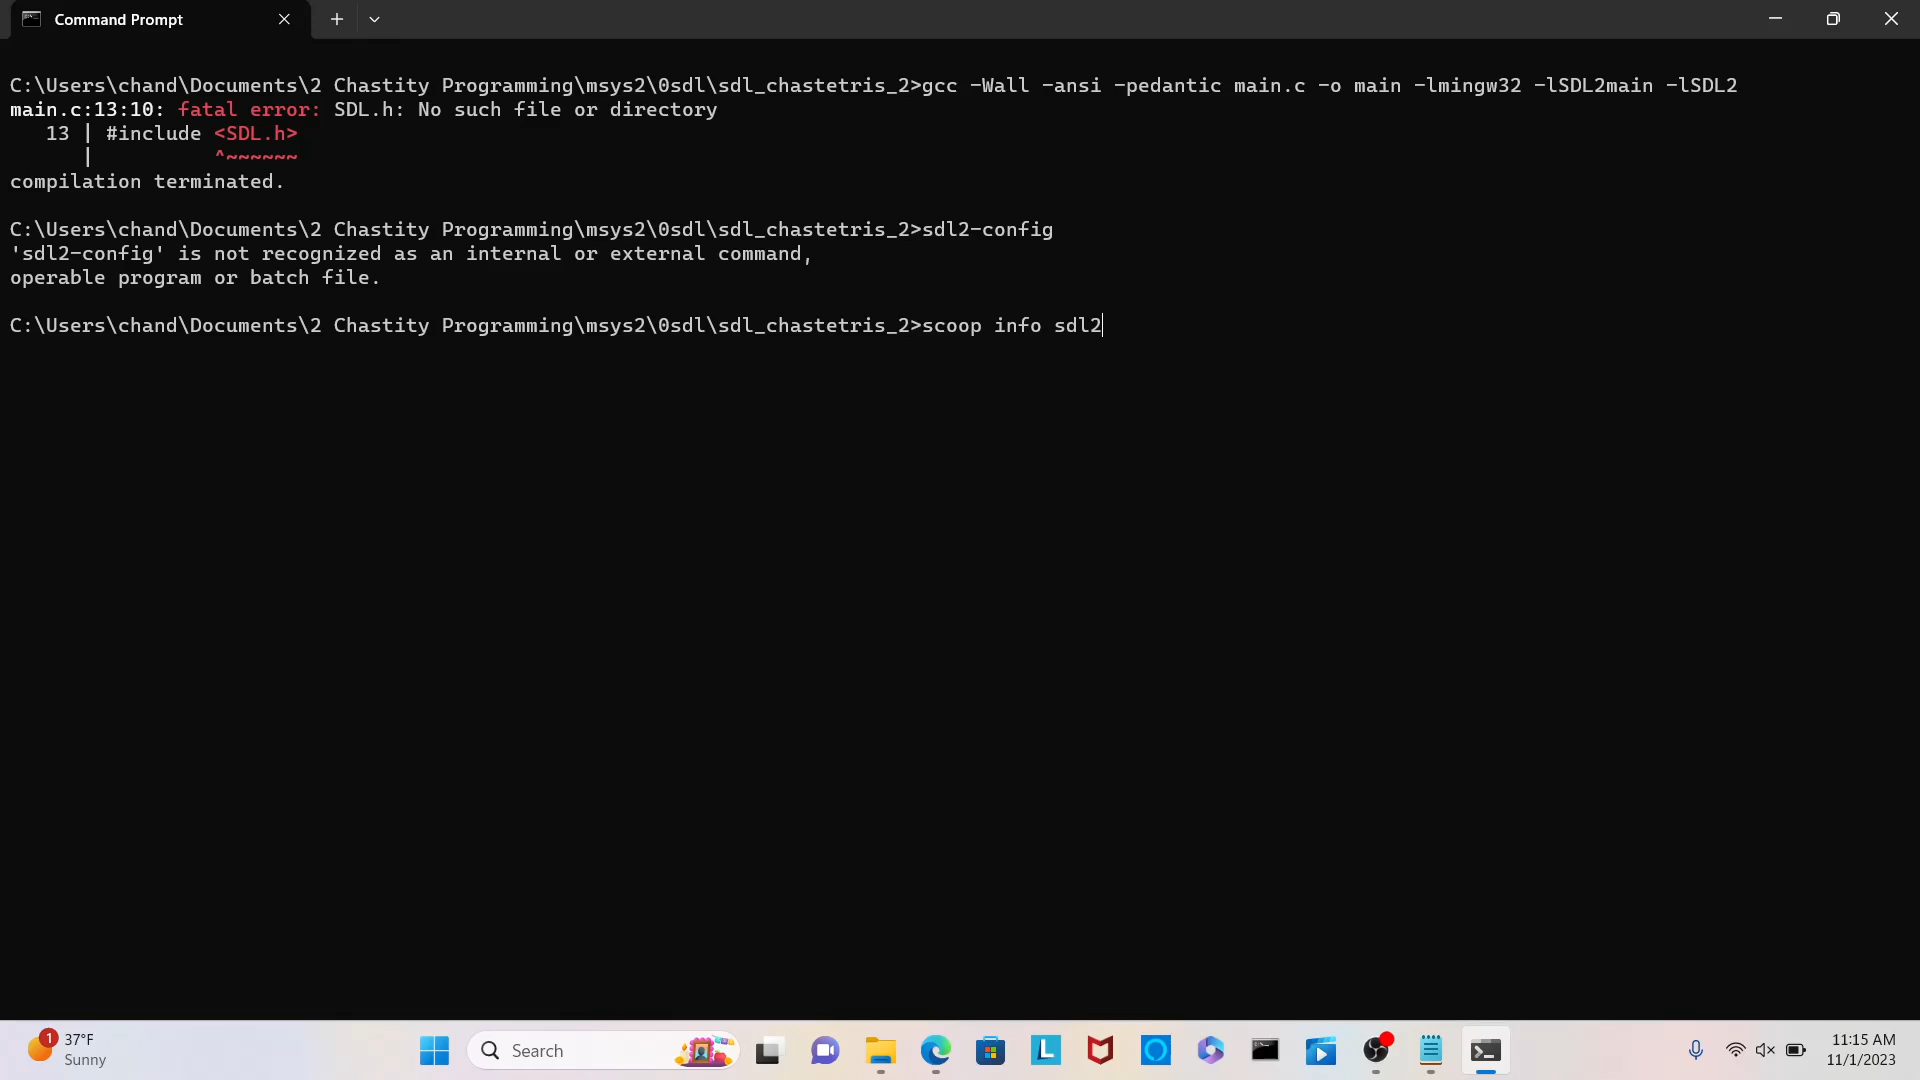 Command Prompt
C:\Users\chand\Documents\2 Chastity Programming\msys2\0sdl\sdl_chastetris_2>gcc -Wall -ansi -pedantic main.c -o main -lmingw32 -lSDL2main -lSDL2
main.c:13:10: fatal error: SDL.h: No such file or directory
   13 | #include <SDL.h>
      |          ^~~~~~~
compilation terminated.
C:\Users\chand\Documents\2 Chastity Programming\msys2\0sdl\sdl_chastetris_2>sdl2-config
'sdl2-config' is not recognized as an internal or external command,
operable program or batch file.
C:\Users\chand\Documents\2 Chastity Programming\msys2\0sdl\sdl_chastetris_2>scoop info sdl2
1
37°F
Sunny
Search
L
11:15 AM
11/1/2023